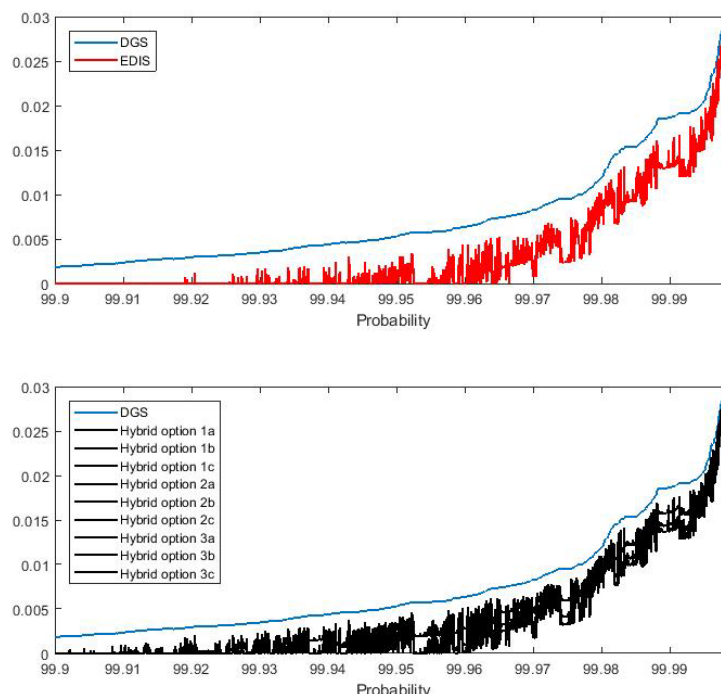 0.03
DGS
EDIS
0.025
0.02
0.015
0.01
0.005
0
99.9 99.91 99.92 99.93 99.94 99.95 99.96 99.97 99.98 99.99
Probability
0.03
DGS
Hybrid option 1a
0.025
Hybrid option 1b
Hybrid option 1c
0.02
Hybrid option 2a
Hybrid option 2b
0.015
Hybrid option 2c
Hybrid option 3a
Hybrid option 3b
0.01
Hybrid option 3c
0.005
0
99.9 99.91 99.92 99.93 99.94 99.95 99.96 99.97 99.98 99.99
Probability